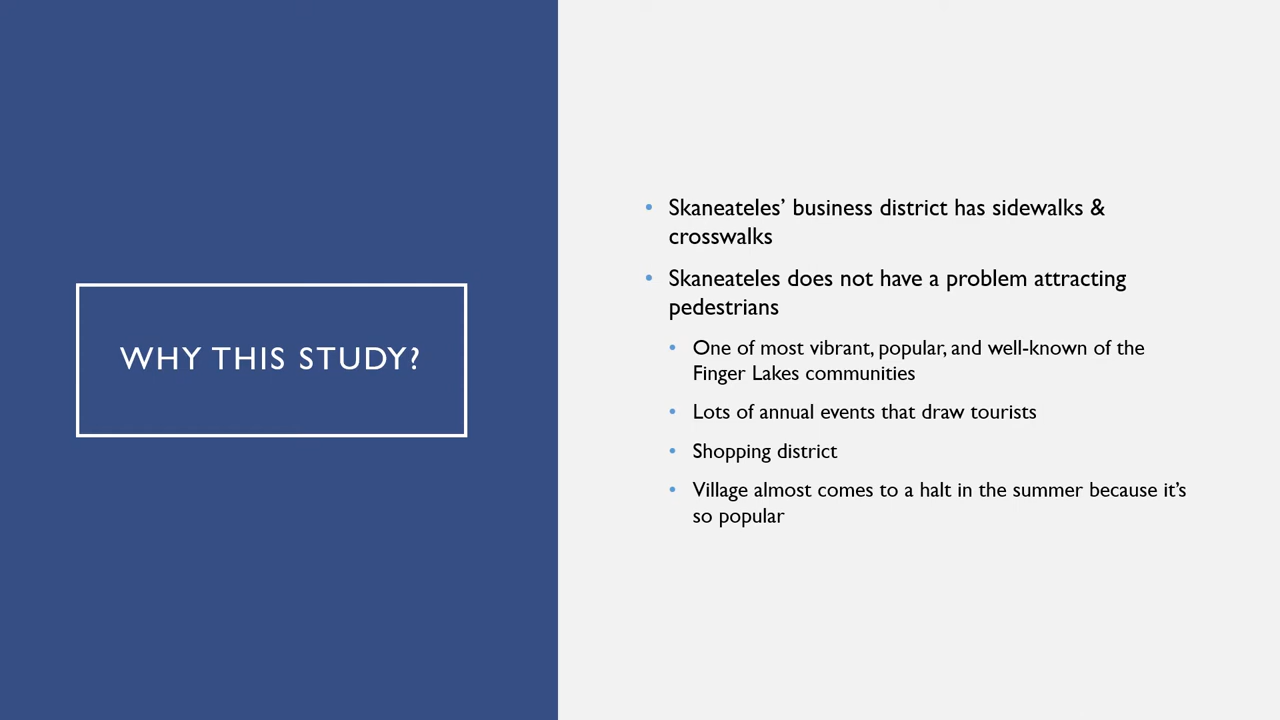 WHY THIS STUDY?
• Skaneateles’ business district has sidewalks &
crosswalks
• Skaneateles does not have a problem attracting
pedestrians
• One of most vibrant, popular, and well-known of the
Finger Lakes communities
• Lots of annual events that draw tourists
• Shopping district
• Village almost comes to a halt in the summer because it’s
so popular